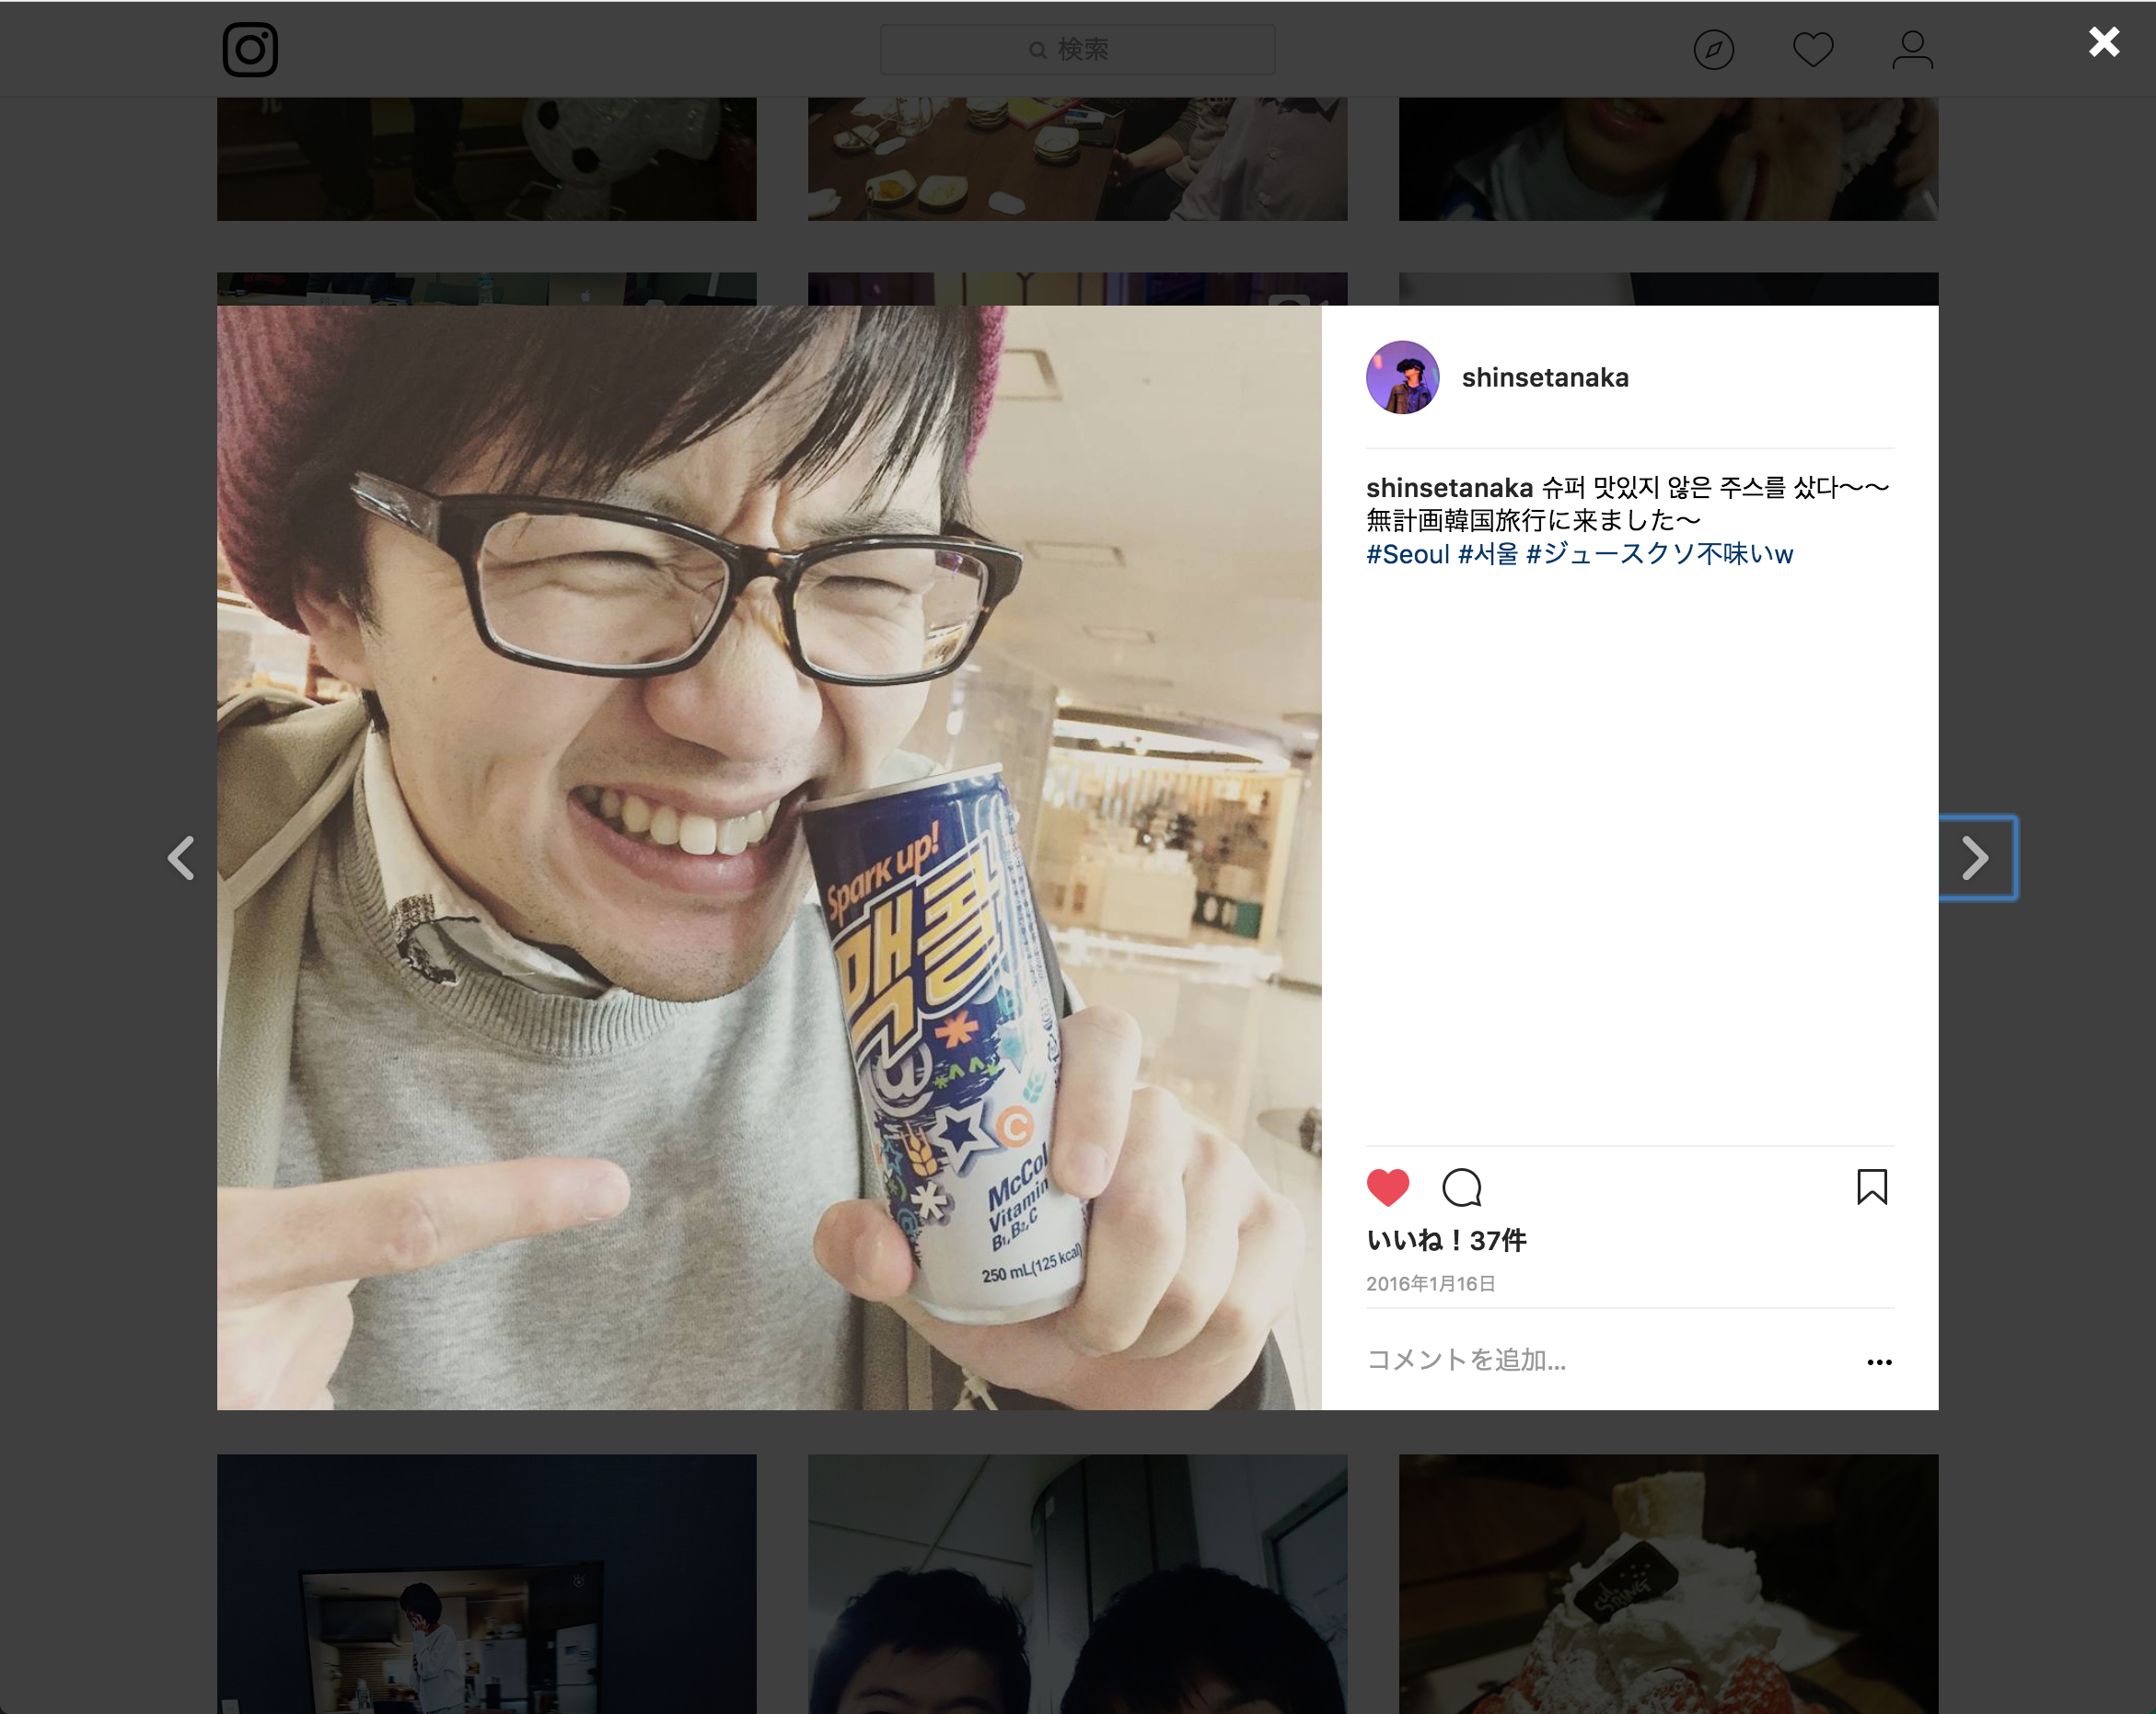 検索
shinsetanaka
shinsetanaka 슈퍼 맛있지 않은 주스를 샀다〜〜
無計画韓国旅行に来ました〜
#Seoul #서울 #ジュースクソ不味いw
Spark up!
맥콜
@
C
McCol
Vitamin
B1, B2, C
250 mL(125 kcal)
いいね！37件
2016年1月16日
コメントを追加...